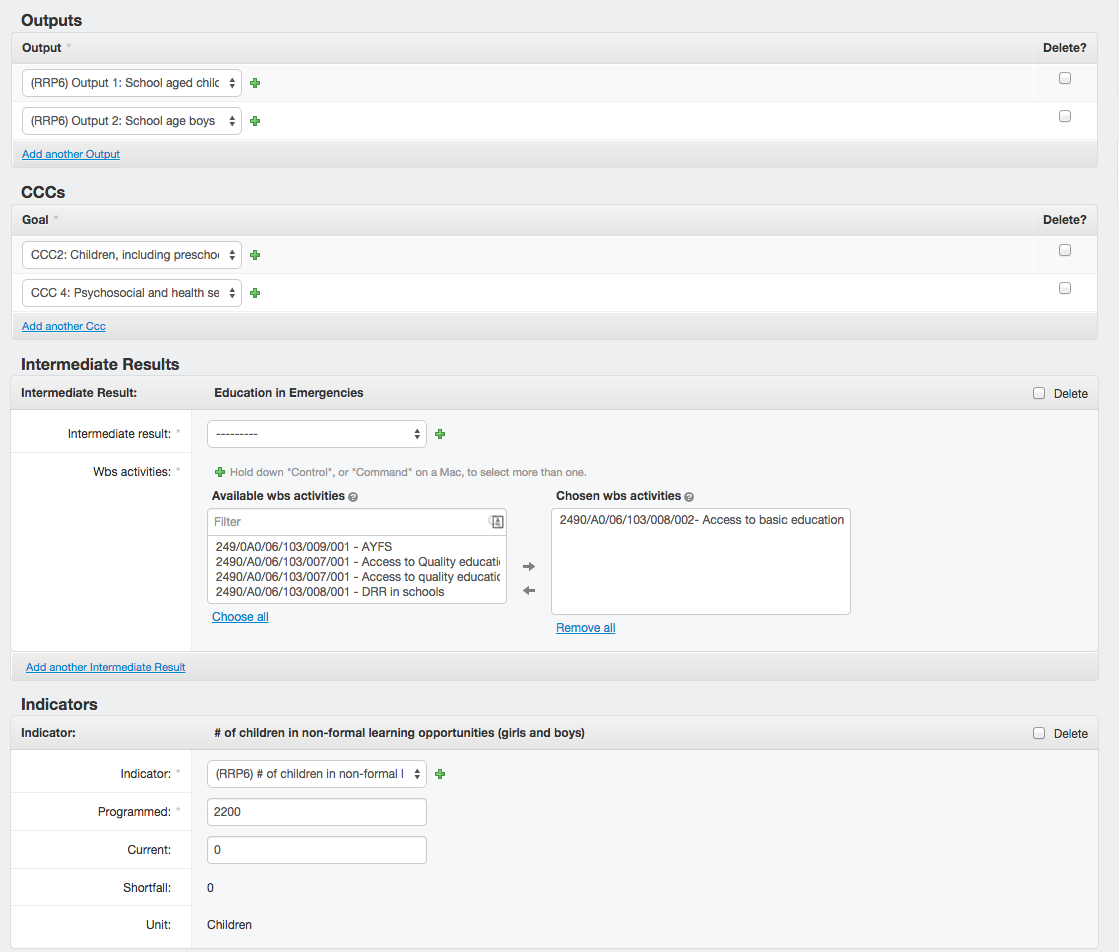 Outputs
Output *
Delete?
(RRP6) Output 1: School aged chilc
(RRP6) Output 2: School age boys
Add another Output
CCCs
Goal *
Delete?
CCC2: Children, including preschoo
CCC 4: Psychosocial and health se
Add another Ccc
Intermediate Results
Intermediate Result: Education in Emergencies
Delete
Intermediate result: * ---------
Wbs activities: * Hold down "Control", or "Command" on a Mac, to select more than one.
Available wbs activities ?
Filter
249/0A0/06/103/009/001 - AYFS
2490/A0/06/103/007/001 - Access to Quality educati
2490/A0/06/103/007/001 - Access to quality educatic
2490/A0/06/103/008/001 - DRR in schools
Choose all
Chosen wbs activities ?
2490/A0/06/103/008/002- Access to basic education
Remove all
Add another Intermediate Result
Indicators
Indicator: # of children in non-formal learning opportunities (girls and boys)
Delete
Indicator: * (RRP6) # of children in non-formal l
Programmed: * 2200
Current: 0
Shortfall: 0
Unit: Children